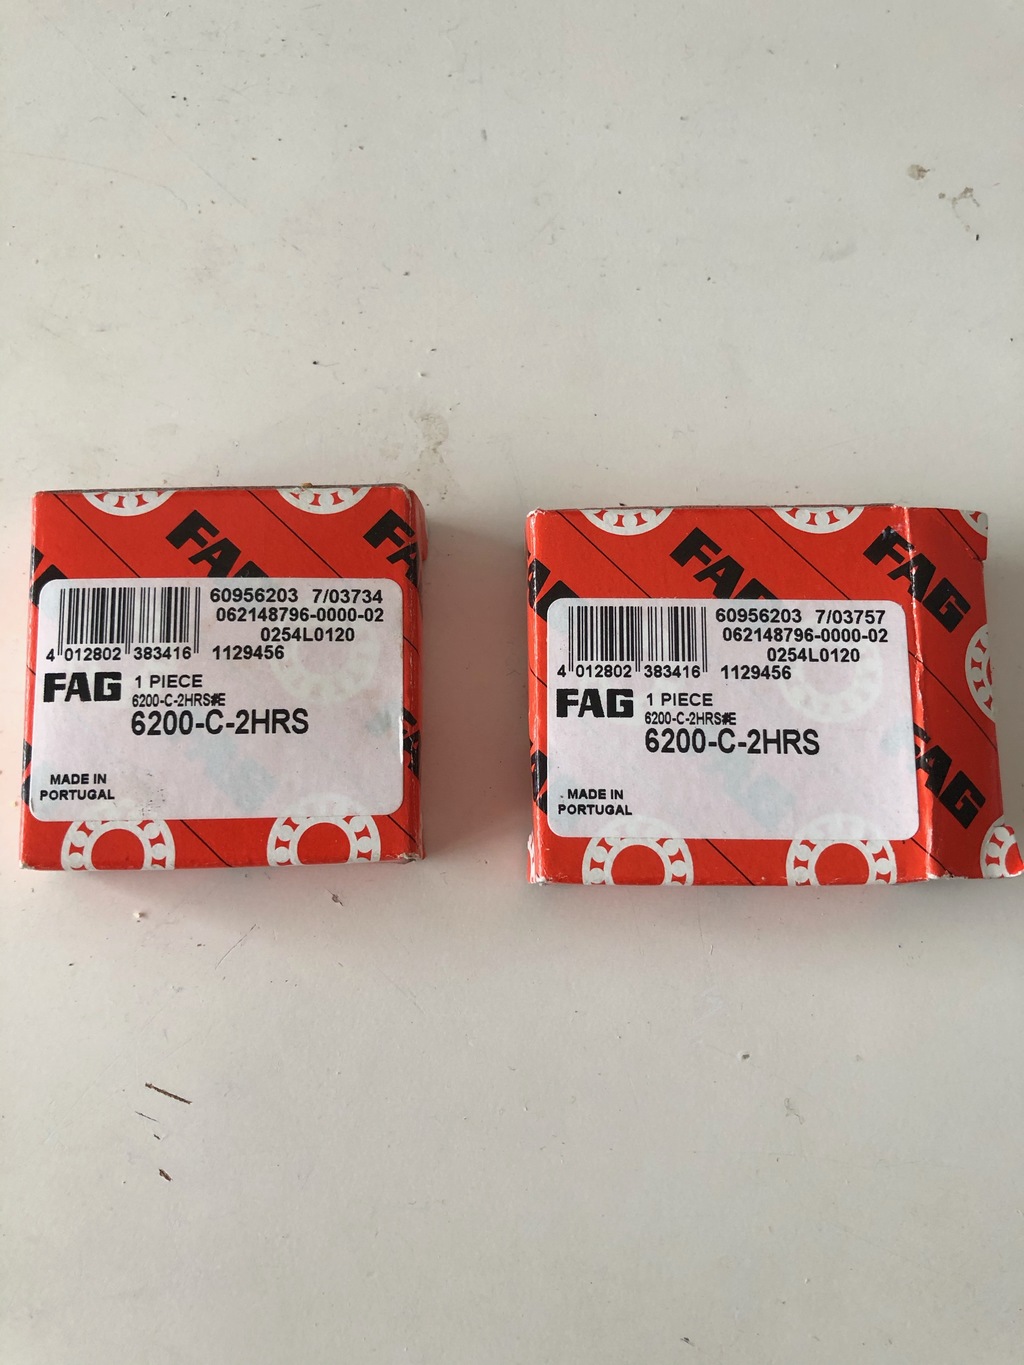 FAG
FAG
60956203 7/03734
062148796-0000-02
0254L0120
4 012802 383416 1129456
FAG 1 PIECE
6200-C-2HRS#E
6200-C-2HRS
MADE IN
PORTUGAL
FAG
FAG
60956203 7/03757
062148796-0000-02
0254L0120
4 012802 383416 1129456
FAG 1 PIECE
6200-C-2HRS#E
6200-C-2HRS
MADE IN
PORTUGAL
FAG